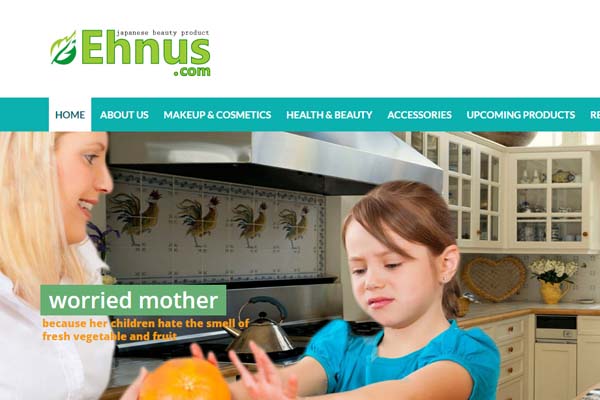 japanese beauty product
Ehnus
.com
HOME ABOUT US MAKEUP & COSMETICS HEALTH & BEAUTY ACCESSORIES UPCOMING PRODUCTS
worried mother
because her children hate the smell of
fresh vegetable and fruit